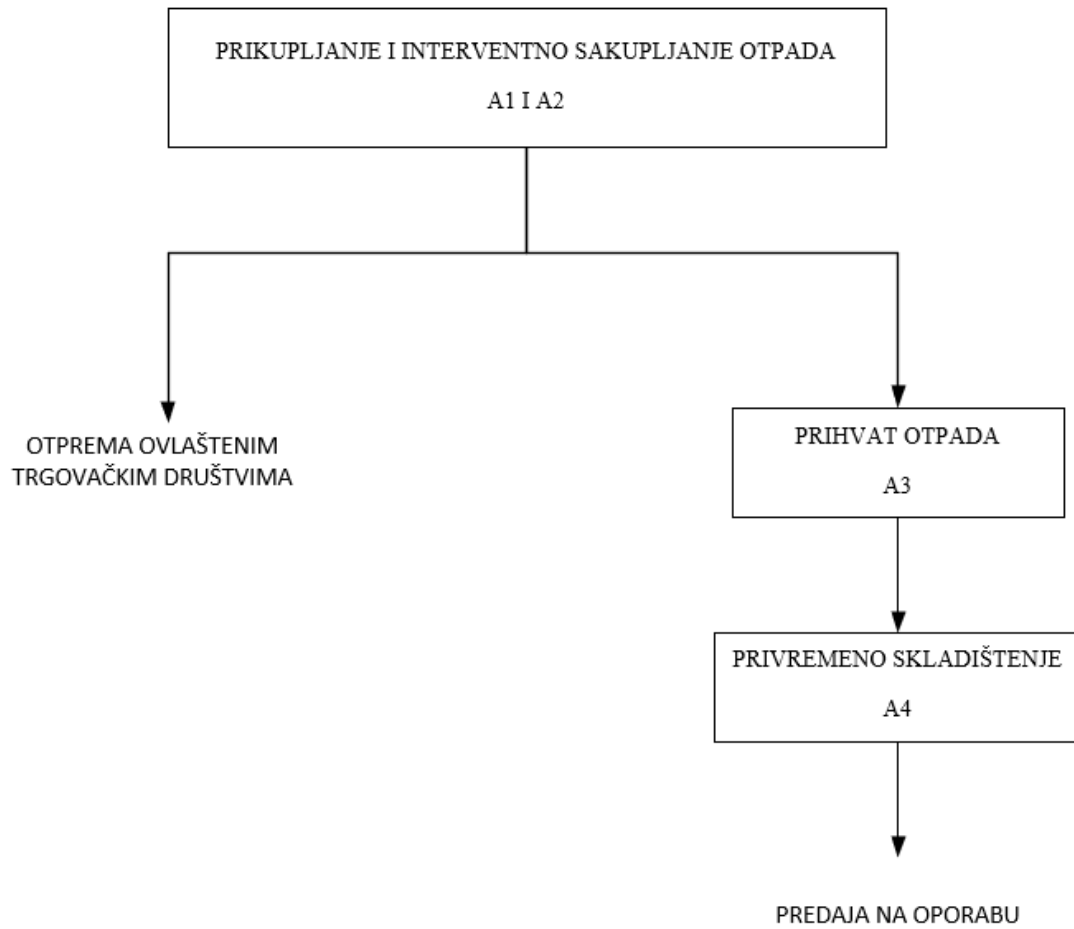 PRIKUPLJANJE I INTERVENTNO SAKUPLJANJE OTPADA
A1 I A2
OTPREMA OVLAŠTENIM
TRGOVAČKIM DRUŠTVIMA
PRIHVAT OTPADA
A3
PRIVREMENO SKLADIŠTENJE
A4
PREDAJA NA OPORABU